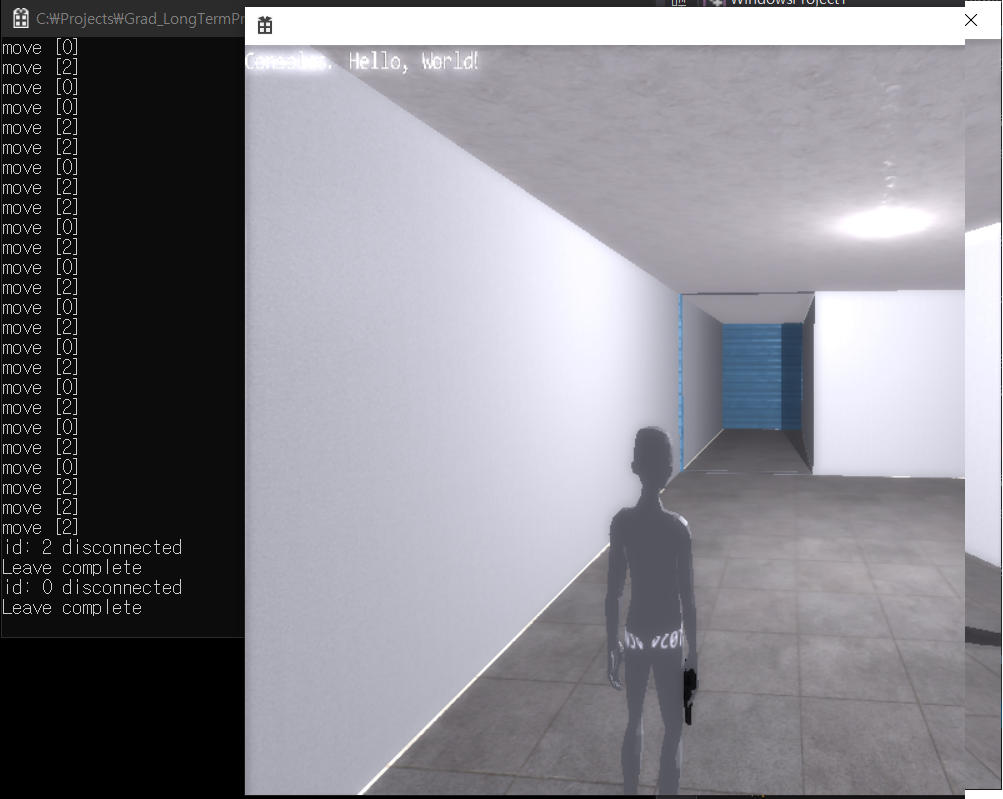 C:₩Projects₩Grad_LongTermPr
WindowsProject1
move [0]
move [2]
move [0]
move [0]
move [2]
move [2]
move [0]
move [2]
move [2]
move [0]
move [2]
move [0]
move [2]
move [0]
move [2]
move [0]
move [2]
move [0]
move [2]
move [0]
move [2]
move [0]
move [2]
move [2]
move [2]
id: 2 disconnected
Leave complete
id: 0 disconnected
Leave complete
Consolas. Hello, World!